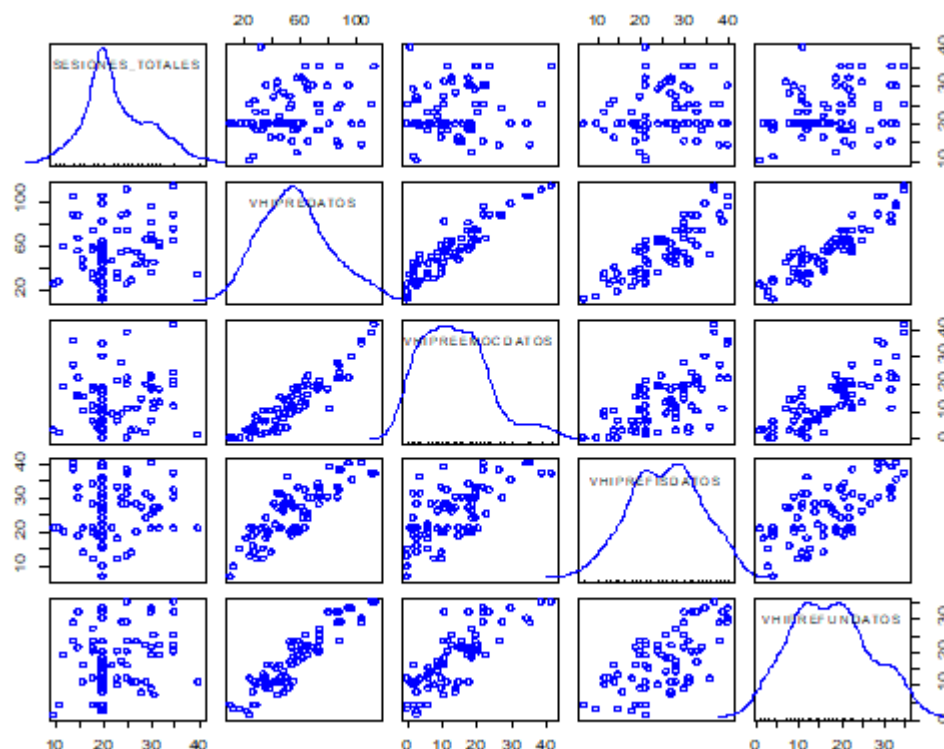 20 60 100
10 20 30 40
SESIONES_TOTALES
10 20 30 40
20 60 100
VHIPREDATOS
VHIPREEMOCDATOS
0 10 20 30 40
10 20 30 40
VHIPREFISDATOS
VHIPREFUNDATOS
0 10 20 30
10 20 30 40
0 10 20 30 40
0 10 20 30